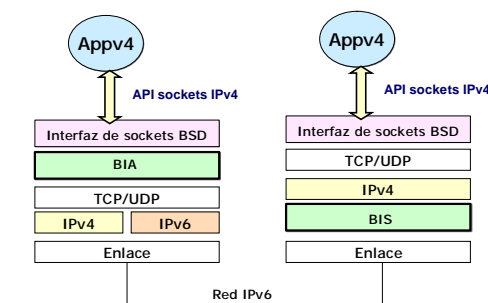 Appv4
API sockets IPv4
Interfaz de sockets BSD
BIA
TCP/UDP
IPv4 IPv6
Enlace
Appv4
API sockets IPv4
Interfaz de sockets BSD
TCP/UDP
IPv4
BIS
Enlace
Red IPv6